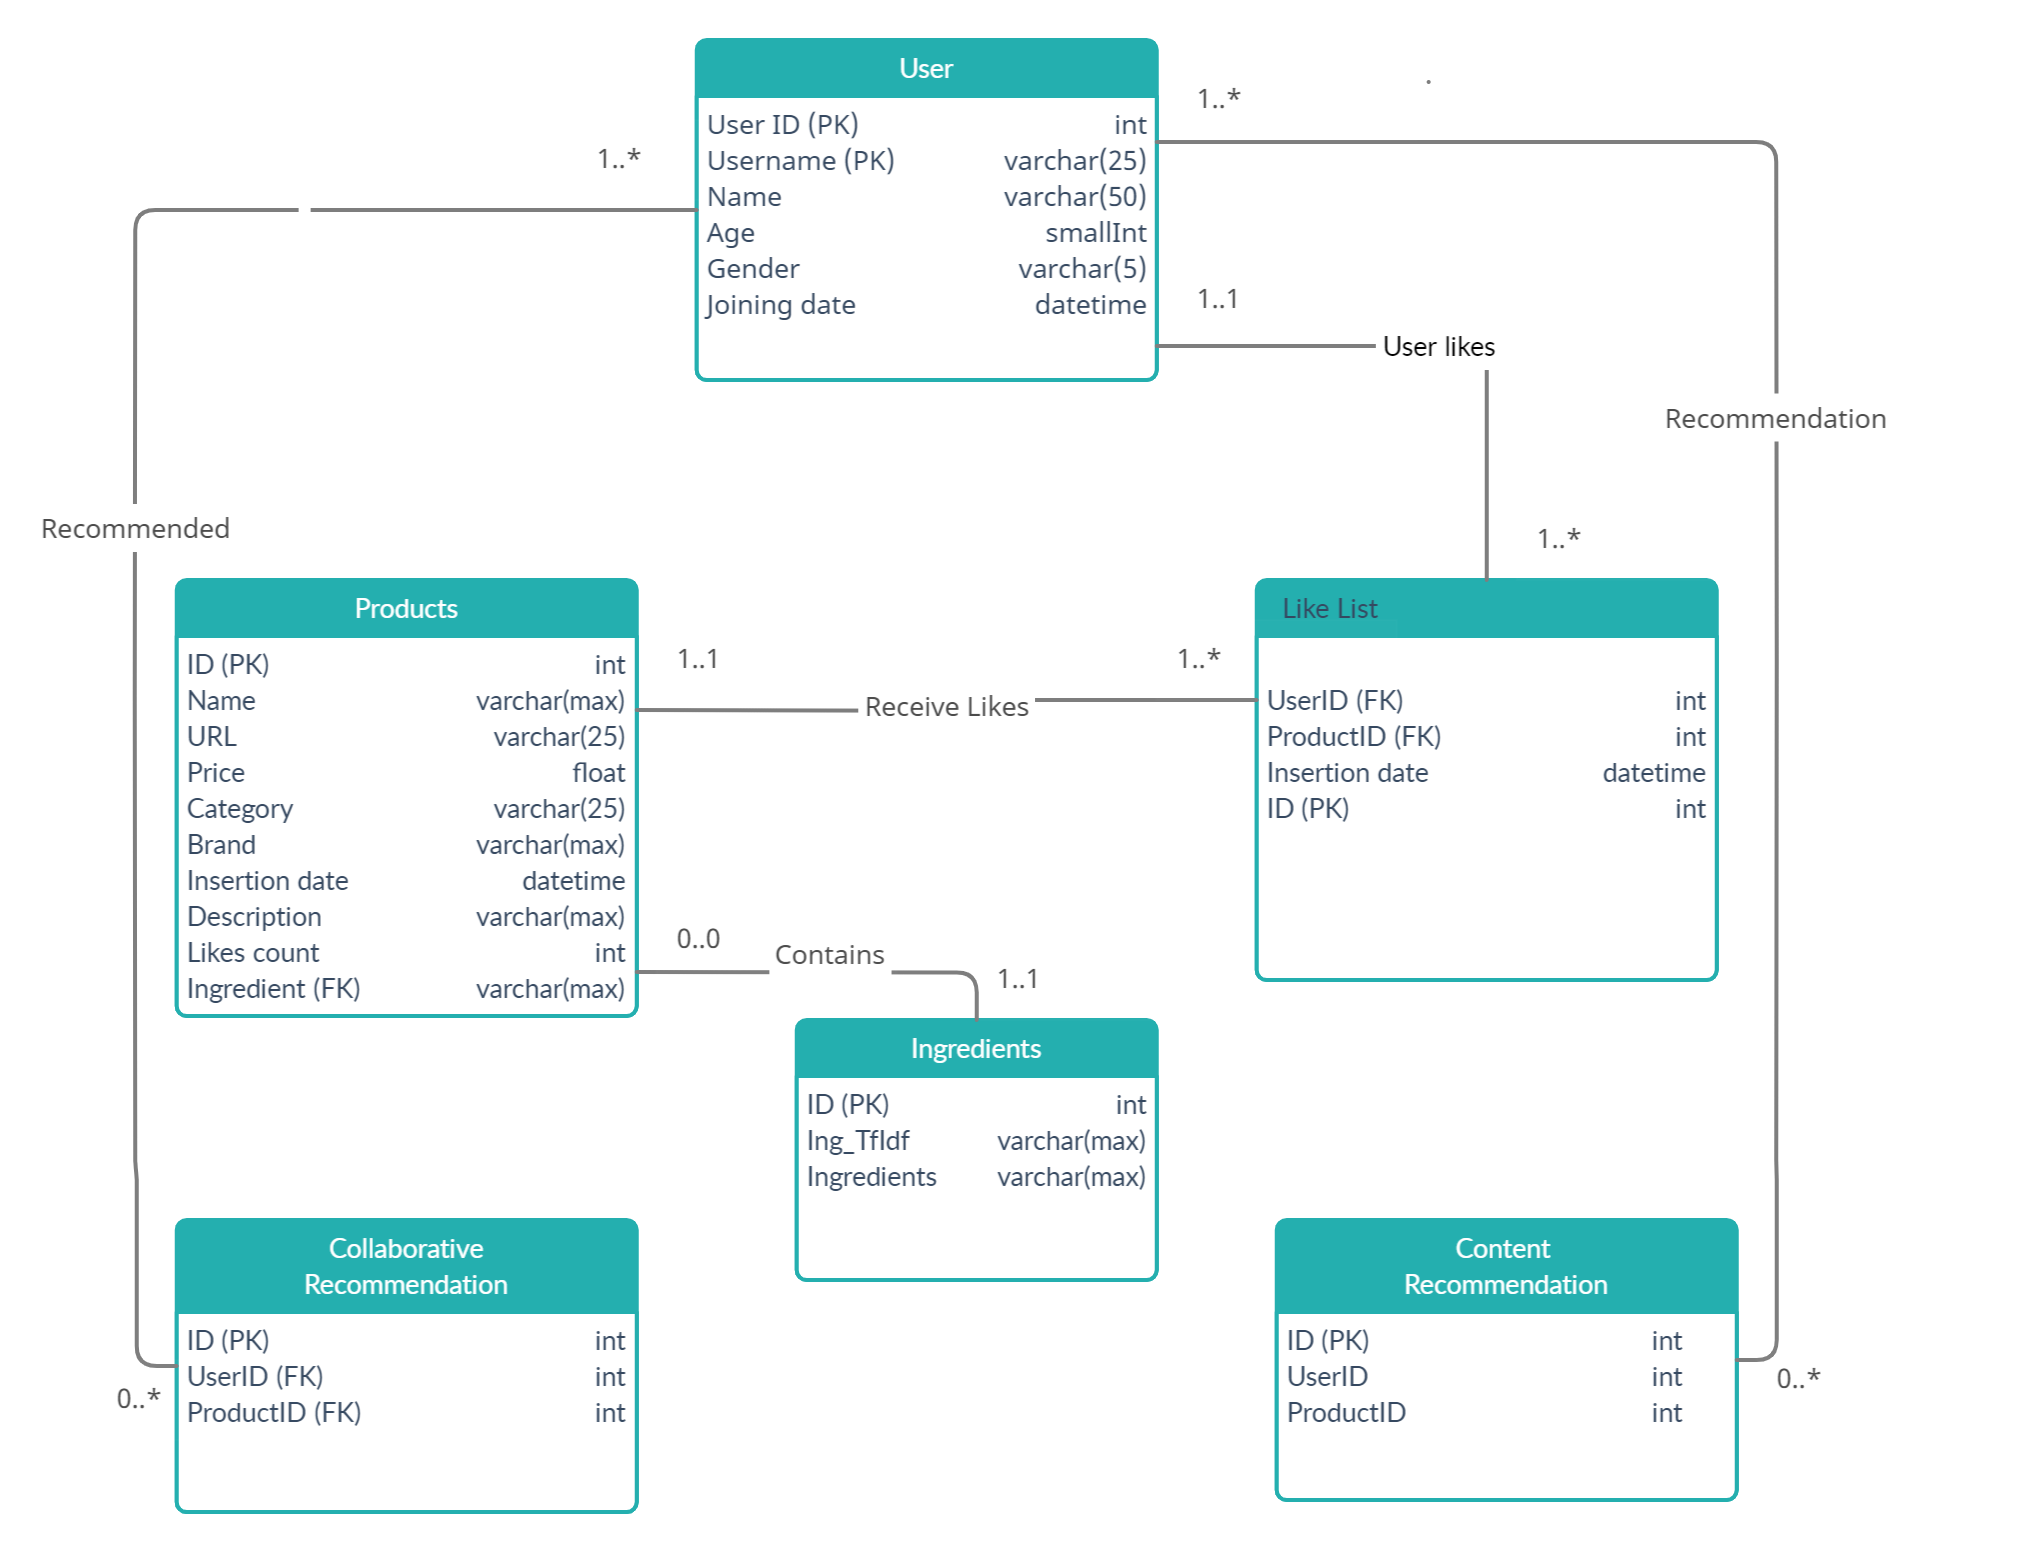 User
User ID (PK) int
Username (PK) varchar(25)
Name varchar(50)
Age smallInt
Gender varchar(5)
Joining date datetime
1..*
1..*
1..1
User likes
Recommendation
Recommended
1..*
Products
ID (PK) int
Name varchar(max)
URL varchar(25)
Price float
Category varchar(25)
Brand varchar(max)
Insertion date datetime
Description varchar(max)
Likes count int
Ingredient (FK) varchar(max)
1..1
Receive Likes
1..*
Like List
UserID (FK) int
ProductID (FK) int
Insertion date datetime
ID (PK) int
0..0
Contains
1..1
Ingredients
ID (PK) int
Ing_TfIdf varchar(max)
Ingredients varchar(max)
Collaborative
Recommendation
ID (PK) int
UserID (FK) int
ProductID (FK) int
0..*
Content
Recommendation
ID (PK) int
UserID int
ProductID int
0..*